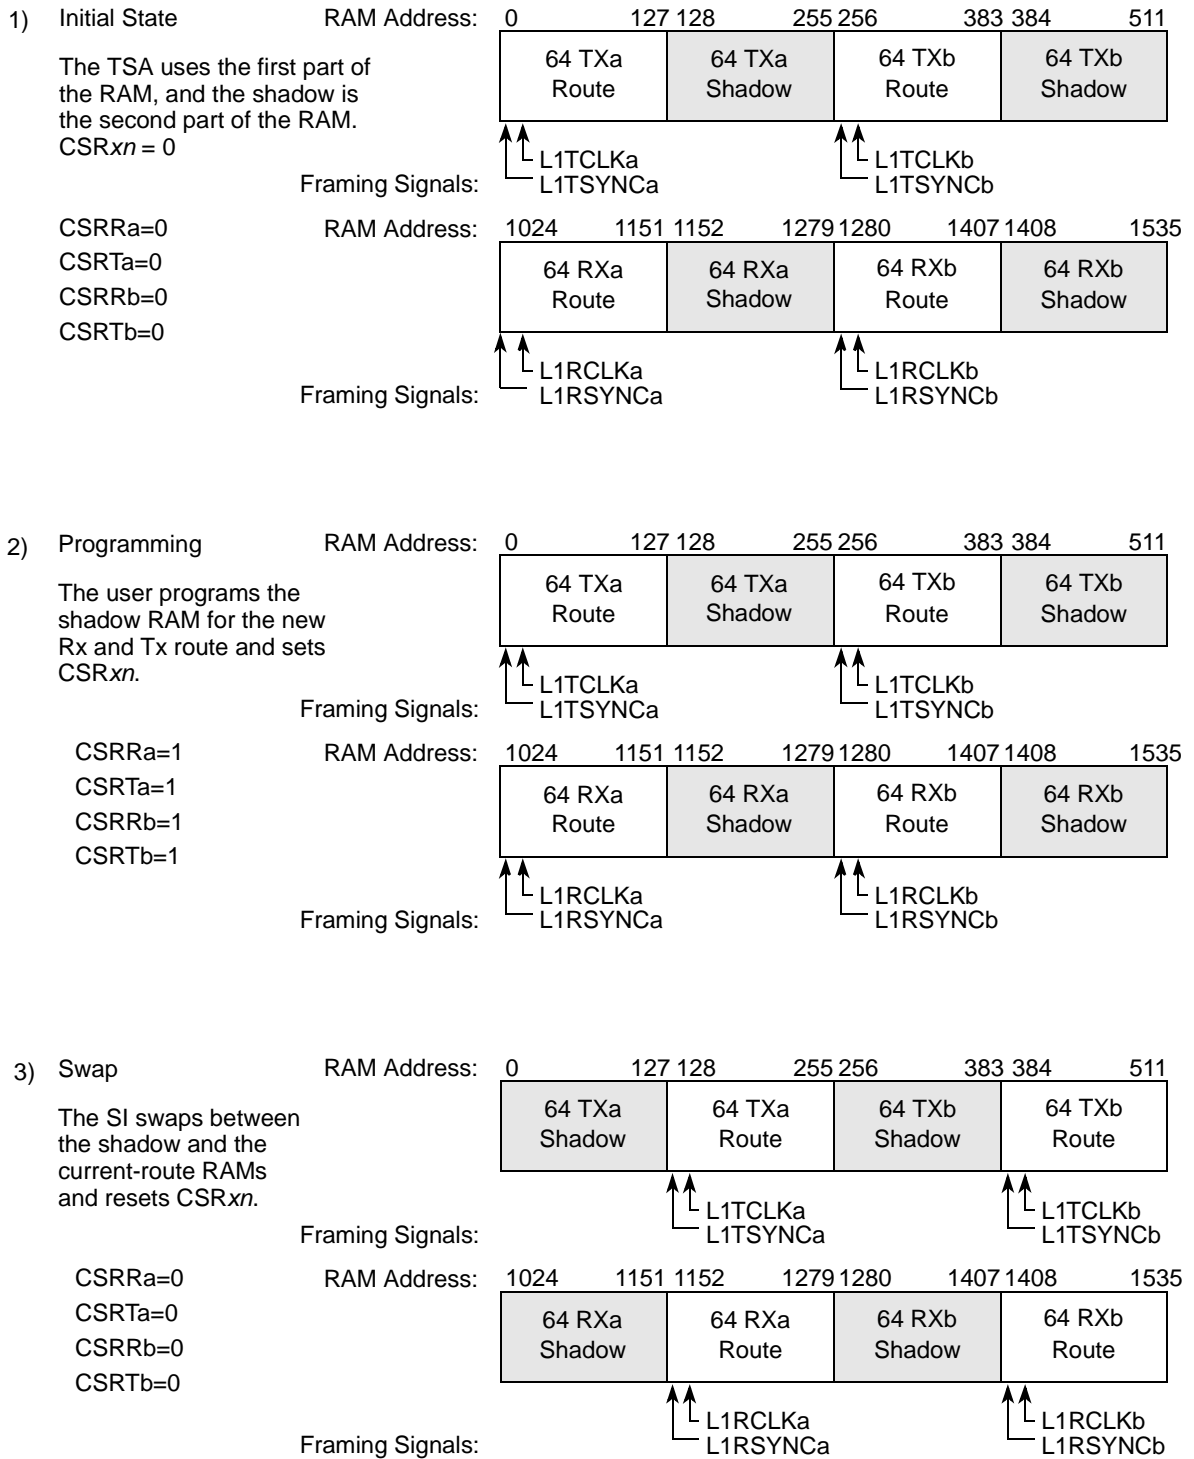 1) Initial State RAM Address: 0 127 128 255 256 383 384 511
The TSA uses the first part of
the RAM, and the shadow is
the second part of the RAM.
CSRxn = 0
64 TXa 64 TXa 64 TXb 64 TXb
Route Shadow Route Shadow
L1TCLKa L1TCLKb
Framing Signals: L1TSYNCa L1TSYNCb
CSRRa=0 RAM Address: 1024 1151 1152 1279 1280 1407 1408 1535
CSRTa=0
CSRRb=0
CSRTb=0
64 RXa 64 RXa 64 RXb 64 RXb
Route Shadow Route Shadow
L1RCLKa L1RCLKb
Framing Signals: L1RSYNCa L1RSYNCb
2) Programming RAM Address: 0 127 128 255 256 383 384 511
The user programs the
shadow RAM for the new
Rx and Tx route and sets
CSRxn.
64 TXa 64 TXa 64 TXb 64 TXb
Route Shadow Route Shadow
L1TCLKa L1TCLKb
Framing Signals: L1TSYNCa L1TSYNCb
CSRRa=1 RAM Address: 1024 1151 1152 1279 1280 1407 1408 1535
CSRTa=1
CSRRb=1
CSRTb=1
64 RXa 64 RXa 64 RXb 64 RXb
Route Shadow Route Shadow
L1RCLKa L1RCLKb
Framing Signals: L1RSYNCa L1RSYNCb
3) Swap RAM Address: 0 127 128 255 256 383 384 511
The SI swaps between
the shadow and the
current-route RAMs
and resets CSRxn.
64 TXa 64 TXa 64 TXb 64 TXb
Shadow Route Shadow Route
L1TCLKa L1TCLKb
Framing Signals: L1TSYNCa L1TSYNCb
CSRRa=0 RAM Address: 1024 1151 1152 1279 1280 1407 1408 1535
CSRTa=0
CSRRb=0
CSRTb=0
64 RXa 64 RXa 64 RXb 64 RXb
Shadow Route Shadow Route
L1RCLKa L1RCLKb
Framing Signals: L1RSYNCa L1RSYNCb